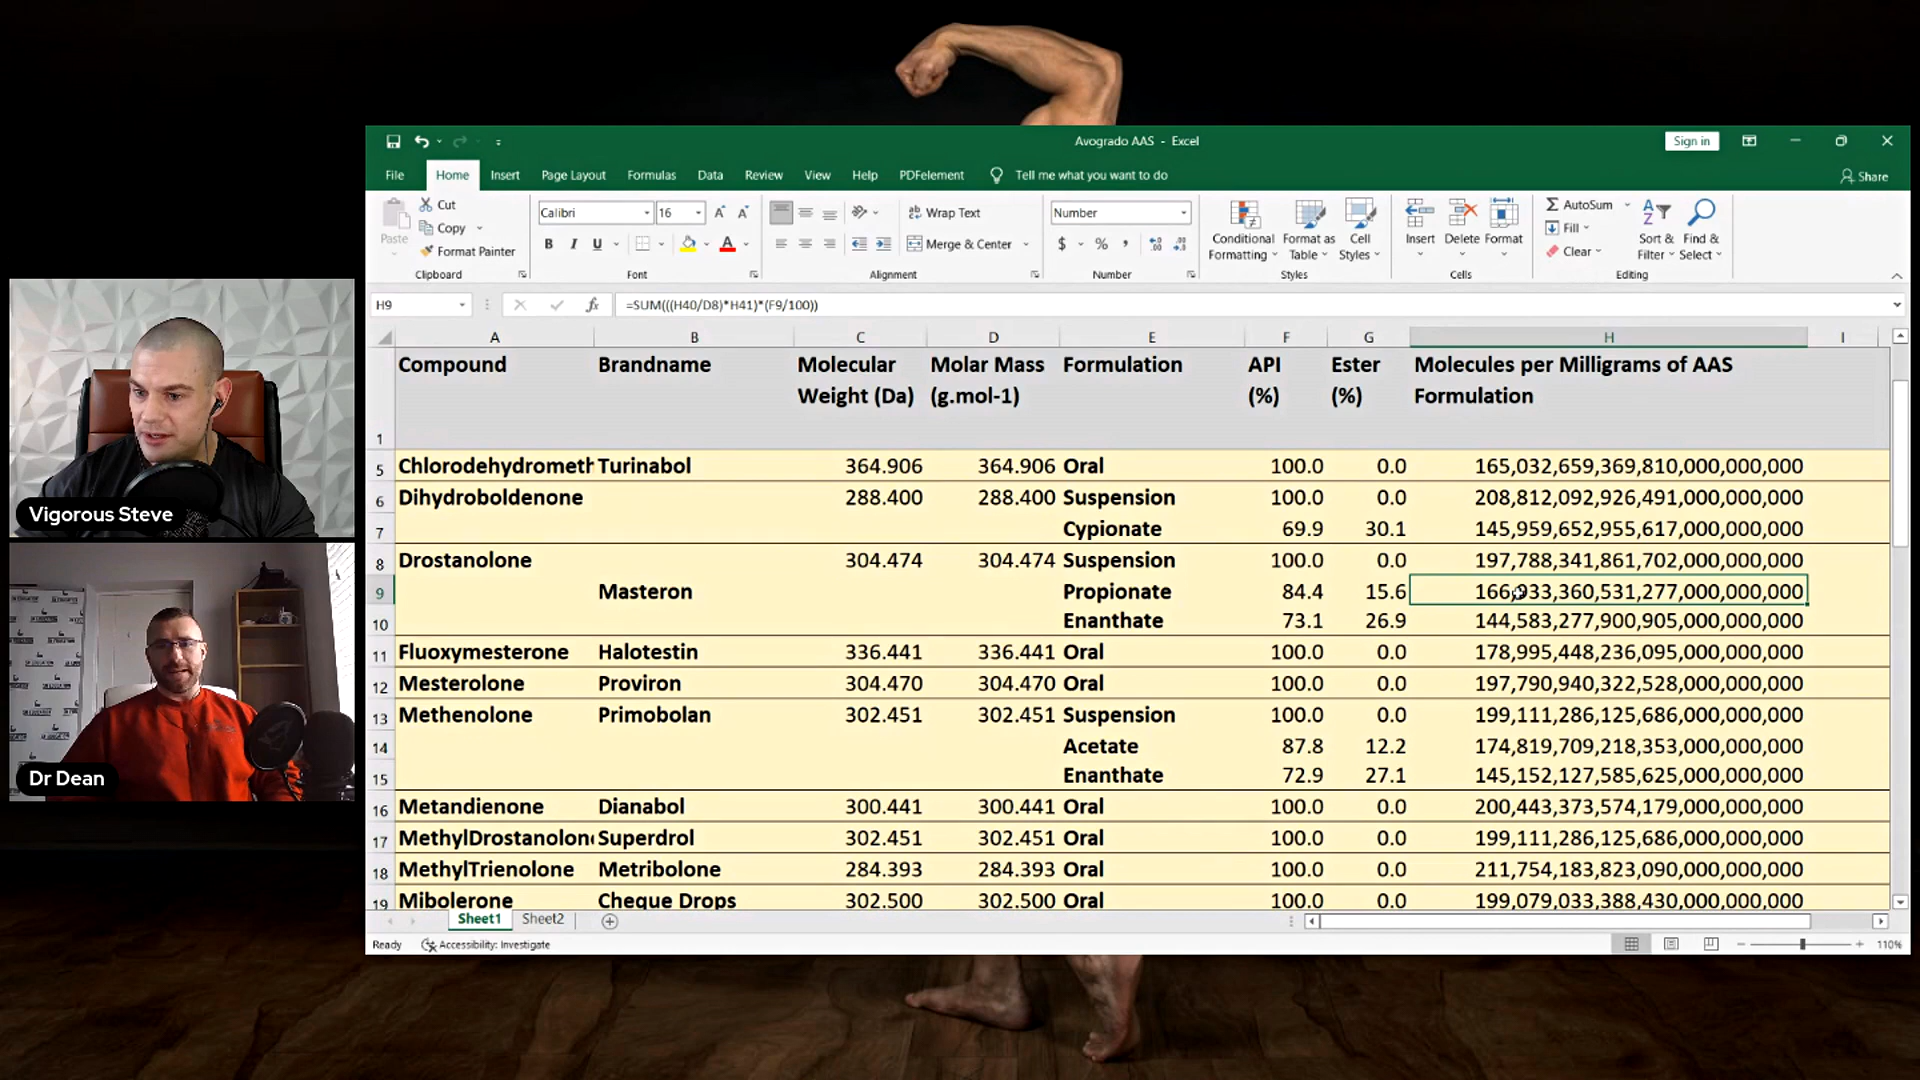 Avogrado AAS - Excel
Sign in
File Home Insert Page Layout Formulas Data Review View Help PDFelement Tell me what you want to do Share
Paste
Cut
Copy
Format Painter
Clipboard
Calibri 16
B I U
Font
Wrap Text
Merge & Center
Alignment
Number
$ % ,
Number
Conditional Formatting
Format as Table
Cell Styles
Styles
Insert Delete Format
Cells
AutoSum
Fill
Clear
Sort & Filter
Find & Select
Editing
H9 fx =SUM(((H40/D8)*H41)*(F9/100))
A B C D E F G H I
1 Compound Brandname Molecular Weight (Da) Molar Mass (g.mol-1) Formulation API (%) Ester (%) Molecules per Milligrams of AAS Formulation
5 Chlorodehydrometh Turinabol 364.906 364.906 Oral 100.0 0.0 165,032,659,369,810,000,000,000
6 Dihydroboldenone 288.400 288.400 Suspension 100.0 0.0 208,812,092,926,491,000,000,000
7 Cypionate 69.9 30.1 145,959,652,955,617,000,000,000
8 Drostanolone 304.474 304.474 Suspension 100.0 0.0 197,788,341,861,702,000,000,000
9 Masteron Propionate 84.4 15.6 166,933,360,531,277,000,000,000
10 Enanthate 73.1 26.9 144,583,277,900,905,000,000,000
11 Fluoxymesterone Halotestin 336.441 336.441 Oral 100.0 0.0 178,995,448,236,095,000,000,000
12 Mesterolone Proviron 304.470 304.470 Oral 100.0 0.0 197,790,940,322,528,000,000,000
13 Methenolone Primobolan 302.451 302.451 Suspension 100.0 0.0 199,111,286,125,686,000,000,000
14 Acetate 87.8 12.2 174,819,709,218,353,000,000,000
15 Enanthate 72.9 27.1 145,152,127,585,625,000,000,000
16 Metandienone Dianabol 300.441 300.441 Oral 100.0 0.0 200,443,373,574,179,000,000,000
17 MethylDrostanolon Superdrol 302.451 302.451 Oral 100.0 0.0 199,111,286,125,686,000,000,000
18 MethylTrienolone Metribolone 284.393 284.393 Oral 100.0 0.0 211,754,183,823,090,000,000,000
19 Mibolerone Cheque Drops 302.500 302.500 Oral 100.0 0.0 199,079,033,388,430,000,000,000
Sheet1 Sheet2
Ready Accessibility: Investigate 110%
Vigorous Steve
Dr Dean